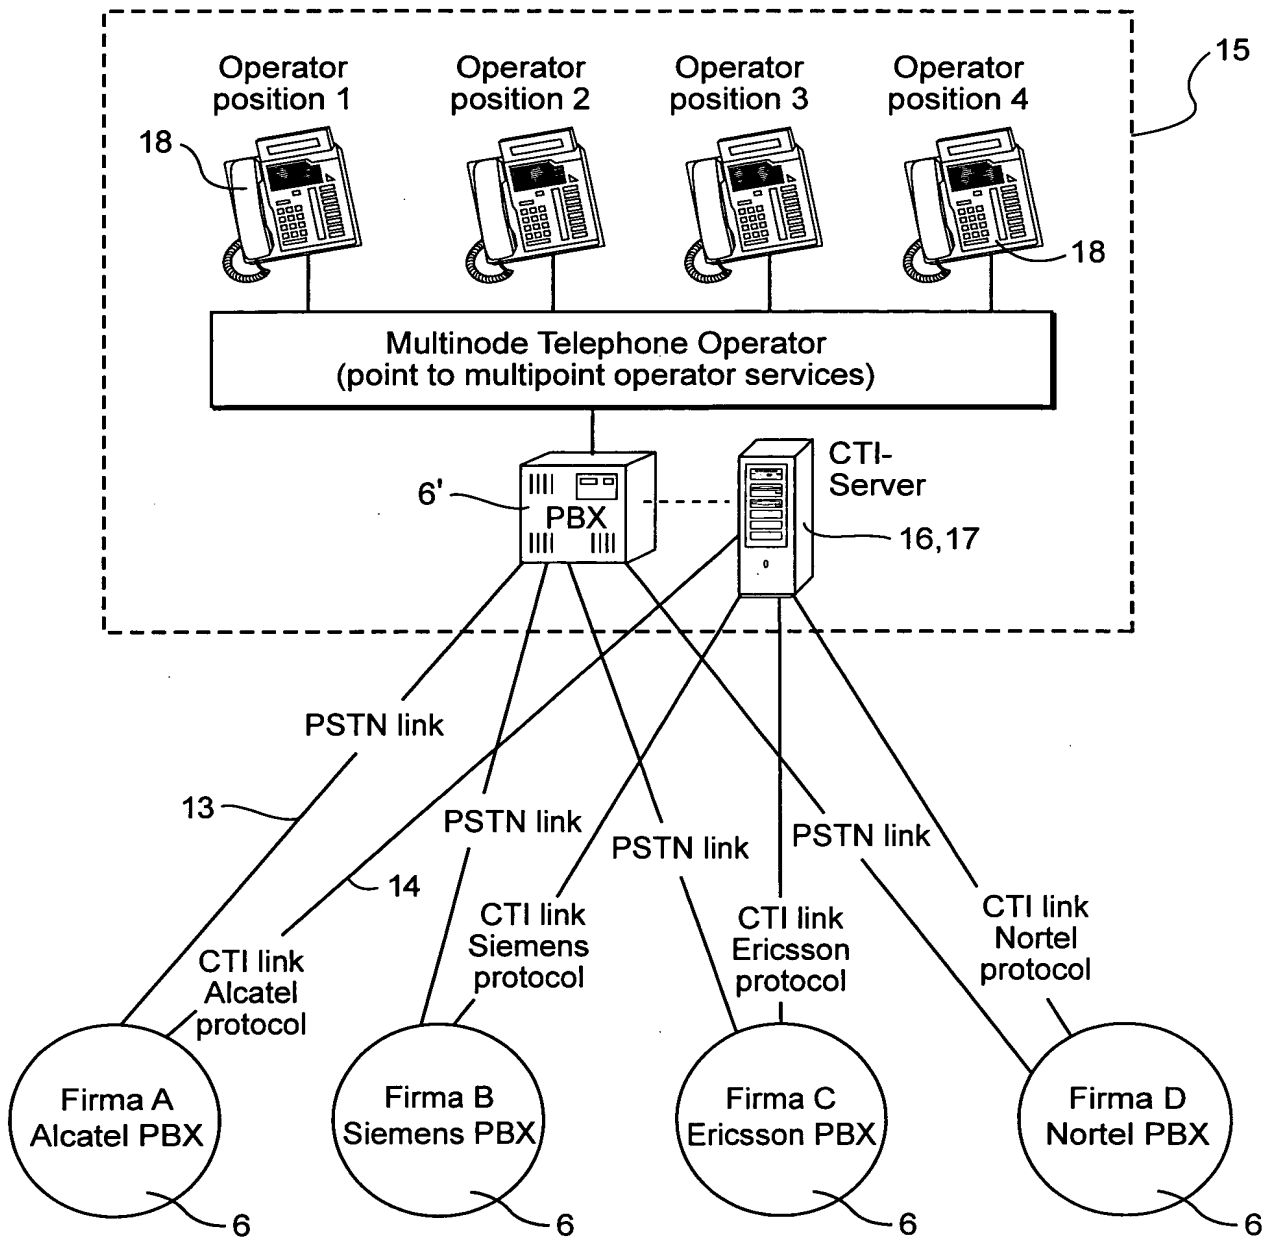 15
Operator
position 1
Operator
position 2
Operator
position 3
Operator
position 4
18
18
Multinode Telephone Operator
(point to multipoint operator services)
6'
PBX
CTI-
Server
16,17
PSTN link
13
PSTN link
PSTN link
PSTN link
14
CTI link
Alcatel
protocol
CTI link
Siemens
protocol
CTI link
Ericsson
protocol
CTI link
Nortel
protocol
Firma A
Alcatel PBX
Firma B
Siemens PBX
Firma C
Ericsson PBX
Firma D
Nortel PBX
6
6
6
6